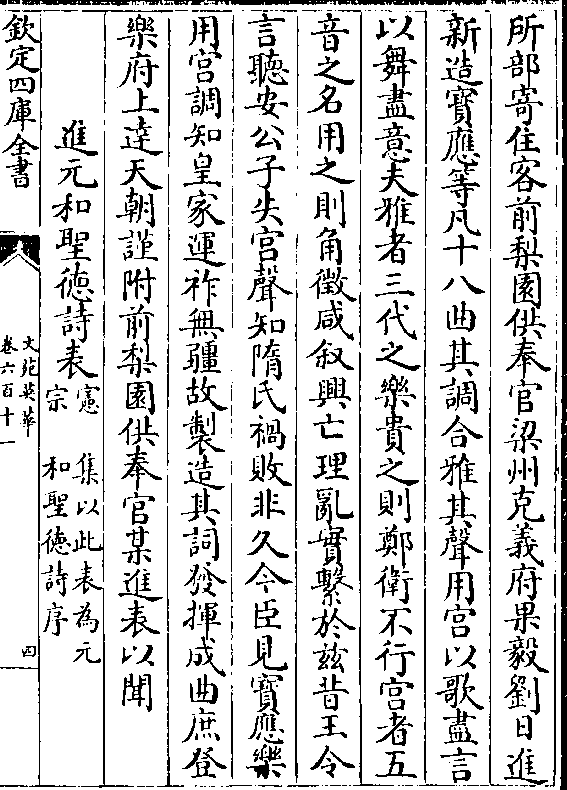 所部寄住客前梨園供奉官梁州克義府果毅劉日進
新造寶應等凡十八曲其調合雅其聲用宫以歌盡言
以舞盡意夫雅者三代之樂貴之則鄭衛不行宫者五
音之名用之則角徵咸叙興亡理亂實繫於兹昔王令
言聽安公子失宫聲知隋氏禍敗非久今臣見寶應樂
用宫調知皇家運祚無疆故製造其詞發揮成曲庶登
樂府上達天朝謹附前梨園供奉官某進表以聞
進元和聖德詩表 憲宗 集以此表為元和聖德詩序
欽定四庫全書
文苑英華
卷六百十一
四